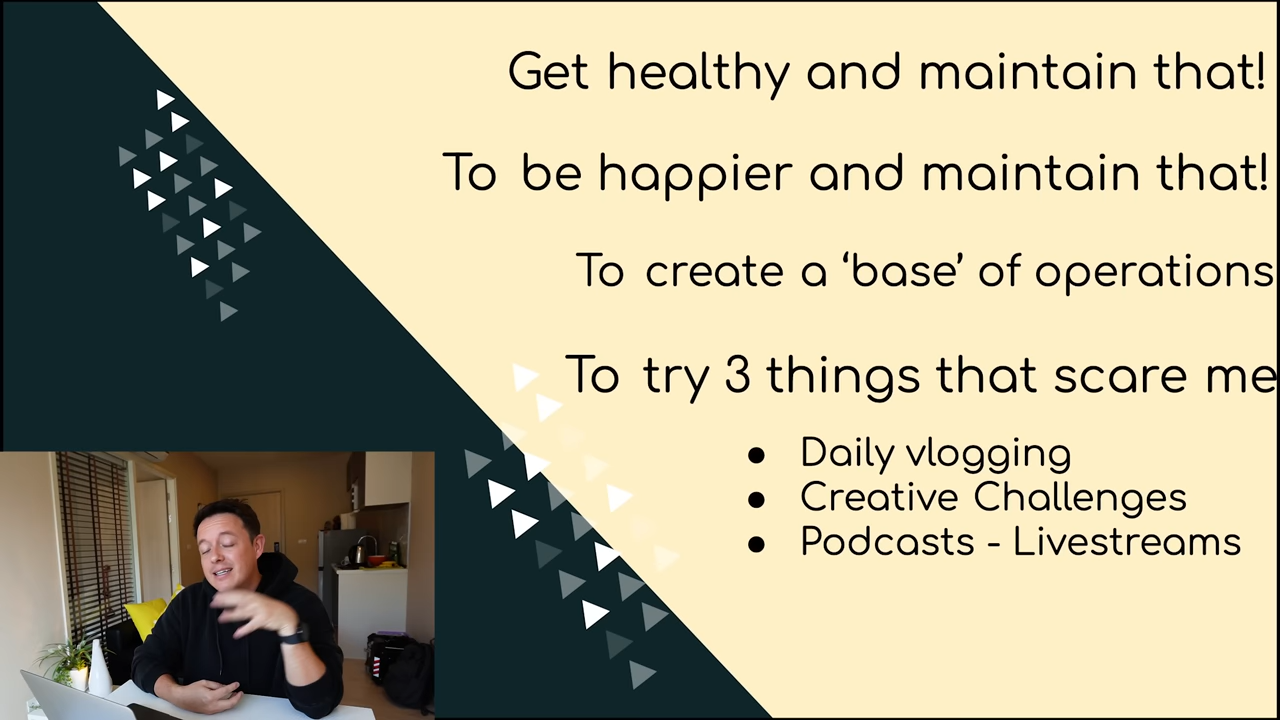 Get healthy and maintain that!
To be happier and maintain that!
To create a ‘base’ of operations
To try 3 things that scare me
● Daily vlogging
● Creative Challenges
● Podcasts - Livestreams